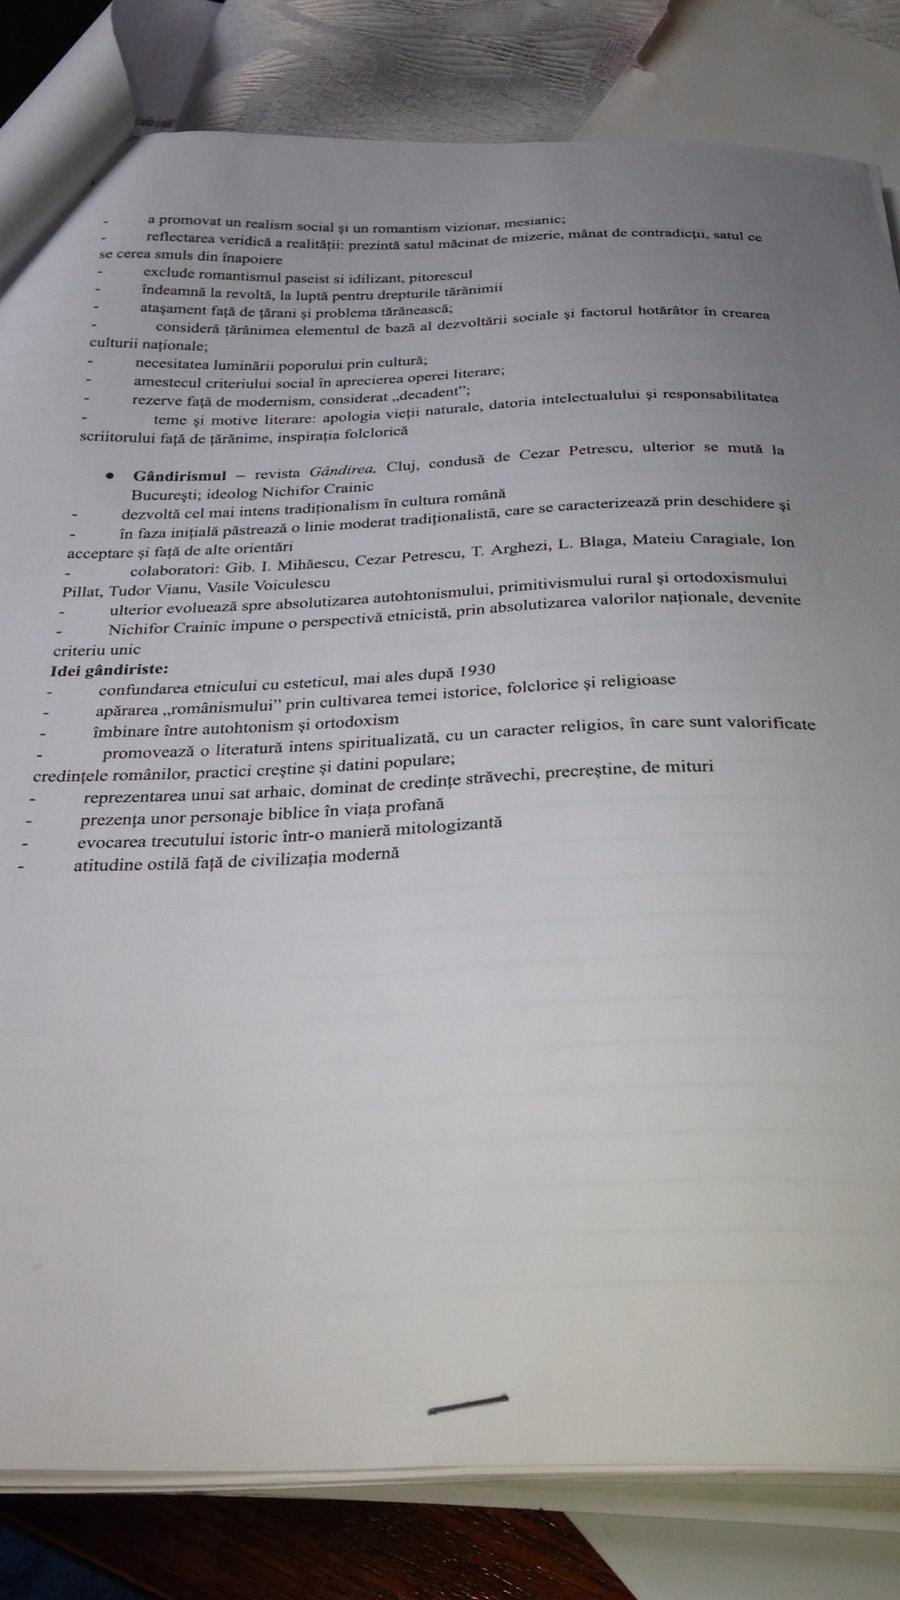 - a promovat un realism social şi un romantism vizionar, mesianic;
- reflectarea veridică a realităţii: prezintă satul măcinat de mizerie, mânat de contradicţii, satul ce
se cerea smuls din înapoiere
- exclude romantismul paseist si idilizant, pitorescul
- îndeamnă la revoltă, la luptă pentru drepturile tărănimii
- ataşament faţă de ţărani şi problema tărănească;
- consideră ţărănimea elementul de bază al dezvoltării sociale şi factorul hotărâtor în crearea
culturii naţionale;
- necesitatea luminării poporului prin cultură;
- amestecul criteriului social în aprecierea operei literare;
- rezerve faţă de modernism, considerat „decadent”;
- teme şi motive literare: apologia vieţii naturale, datoria intelectualului şi responsabilitatea
scriitorului faţă de ţărănime, inspiraţia folclorică
• Gândirismul – revista Gândirea, Cluj, condusă de Cezar Petrescu, ulterior se mută la
Bucureşti; ideolog Nichifor Crainic
- dezvoltă cel mai intens tradiţionalism în cultura română
- în faza iniţială păstrează o linie moderat tradiţionalistă, care se caracterizează prin deschidere şi
acceptare şi faţă de alte orientări
- colaboratori: Gib. I. Mihăescu, Cezar Petrescu, T. Arghezi, L. Blaga, Mateiu Caragiale, Ion
Pillat, Tudor Vianu, Vasile Voiculescu
- ulterior evoluează spre absolutizarea autohtonismului, primitivismului rural şi ortodoxismului
- Nichifor Crainic impune o perspectivă etnicistă, prin absolutizarea valorilor naţionale, devenite
criteriu unic
Idei gândiriste:
- confundarea etnicului cu esteticul, mai ales după 1930
- apărarea „românismului” prin cultivarea temei istorice, folclorice şi religioase
- îmbinare între autohtonism şi ortodoxism
- promovează o literatură intens spiritualizată, cu un caracter religios, în care sunt valorificate
credinţele românilor, practici creştine şi datini populare;
- reprezentarea unui sat arhaic, dominat de credinţe străvechi, precreştine, de mituri
- prezenţa unor personaje biblice în viaţa profană
- evocarea trecutului istoric într-o manieră mitologizantă
- atitudine ostilă faţă de civilizaţia modernă